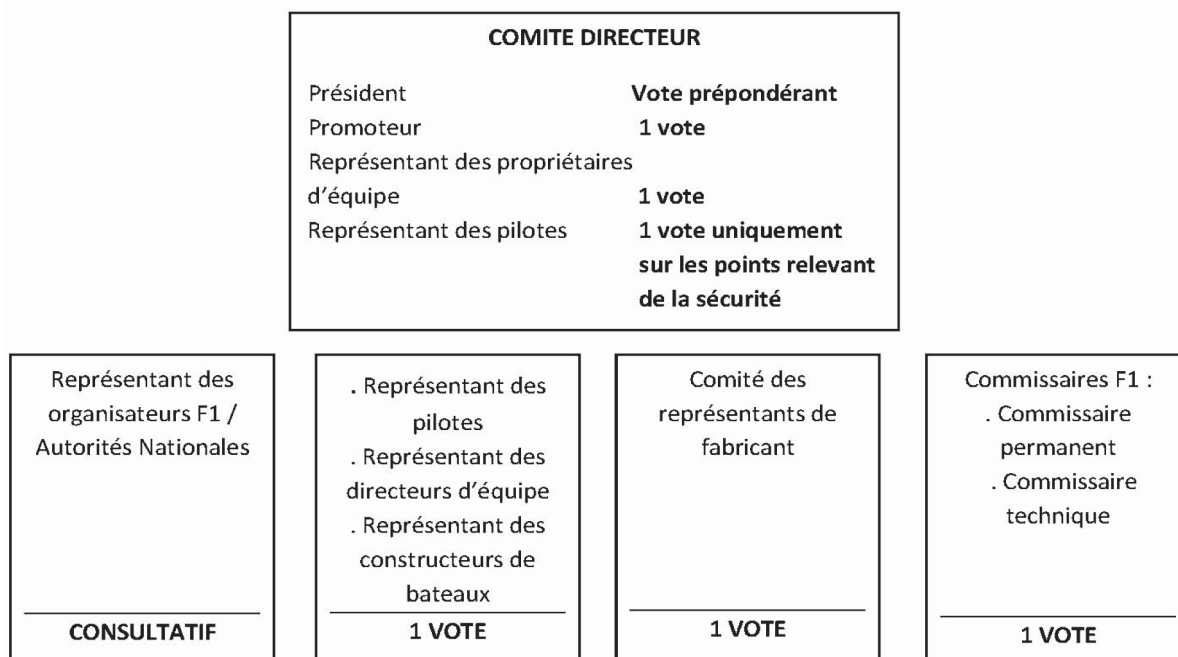 COMITE DIRECTEUR
Président Vote prépondérant
Promoteur 1 vote
Représentant des propriétaires
d'équipe 1 vote
Représentant des pilotes 1 vote uniquement
sur les points relevant
de la sécurité
Représentant des
organisateurs F1 /
Autorités Nationales
CONSULTATIF
. Représentant des
pilotes
. Représentant des
directeurs d'équipe
. Représentant des
constructeurs de
bateaux
1 VOTE
Comité des
représentants de
fabricant
1 VOTE
Commissaires F1 :
. Commissaire
permanent
. Commissaire
technique
1 VOTE